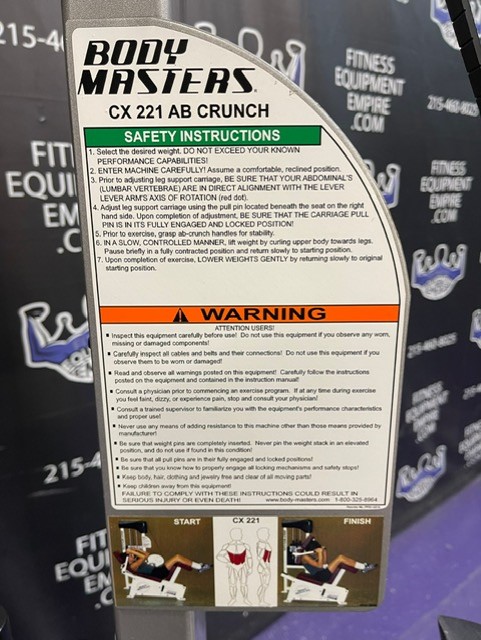 215-4
BODY
MASTERS
CX 221 AB CRUNCH
SAFETY INSTRUCTIONS
1. Select the desired weight. DO NOT EXCEED YOUR KNOWN
PERFORMANCE CAPABILITIES!
2. ENTER MACHINE CAREFULLY! Assume a comfortable, reclined position.
3. Prior to adjusting leg support carriage, BE SURE THAT YOUR ABDOMINAL'S
(LUMBAR VERTEBRAE) ARE IN DIRECT ALIGNMENT WITH THE LEVER
LEVER ARM'S AXIS OF ROTATION (red dot).
4. Adjust leg support carriage using the pull pin located beneath the seat on the right
hand side. Upon completion of adjustment, BE SURE THE CARRIAGE PULL
PIN IS IN ITS FULLY ENGAGED AND LOCKED POSITION!
5. Prior to exercise, grasp ab-crunch handles for stability.
6. IN A SLOW, CONTROLLED MANNER, lift weight by curling upper body towards legs.
Pause briefly in a fully contracted position and return slowly to starting position.
7. Upon completion of exercise, LOWER WEIGHTS GENTLY by returning slowly to original
starting position.
WARNING
ATTENTION USERS!
▪ Inspect this equipment carefully before use! Do not use this equipment if you observe any worn,
missing or damaged components!
▪ Carefully inspect all cables and belts and their connections! Do not use this equipment if you
observe them to be worn or damaged!
▪ Read and observe all warnings posted on this equipment! Carefully follow the instructions
posted on the equipment and contained in the instruction manual!
▪ Consult a physician prior to commencing an exercise program. If at any time during exercise
you feel faint, dizzy, or experience pain, stop and consult your physician!
▪ Consult a trained supervisor to familiarize you with the equipment's performance characteristics
and proper use!
▪ Never use any means of adding resistance to this machine other than those means provided by
manufacturer!
▪ Be sure that weight pins are completely inserted. Never pin the weight stack in an elevated
position, and do not use if found in this condition!
▪ Be sure that all pull pins are in their fully engaged and locked positions!
▪ Be sure that you know how to properly engage all locking mechanisms and safety stops!
▪ Keep body, hair, clothing and jewelry free and clear of all moving parts!
▪ Keep children away from this equipment!
FAILURE TO COMPLY WITH THESE INSTRUCTIONS COULD RESULT IN
SERIOUS INJURY OR EVEN DEATH! www.body-masters.com 1-800-325-8964
START CX 221 FINISH
FITNESS
EQUIPMENT
EMPIRE
.COM
215-460-8025
FIT
EQU
EM
.C
215-4